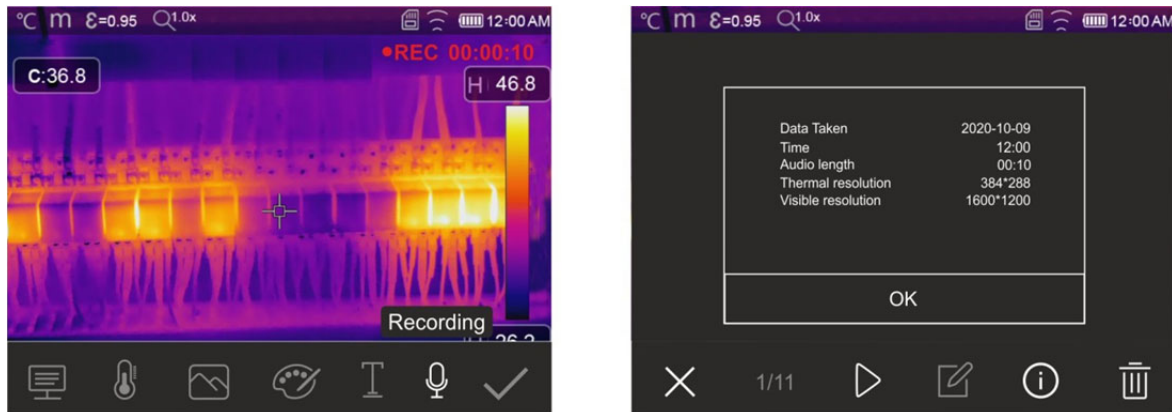 °C m ε=0.95 1.0x 12:00 AM
REC 00:00:10
C:36.8
H 46.8
Recording
T
°C m ε=0.95 1.0x 12:00 AM
Data Taken 2020-10-09
Time 12:00
Audio length 00:10
Thermal resolution 384*288
Visible resolution 1600*1200
OK
1/11